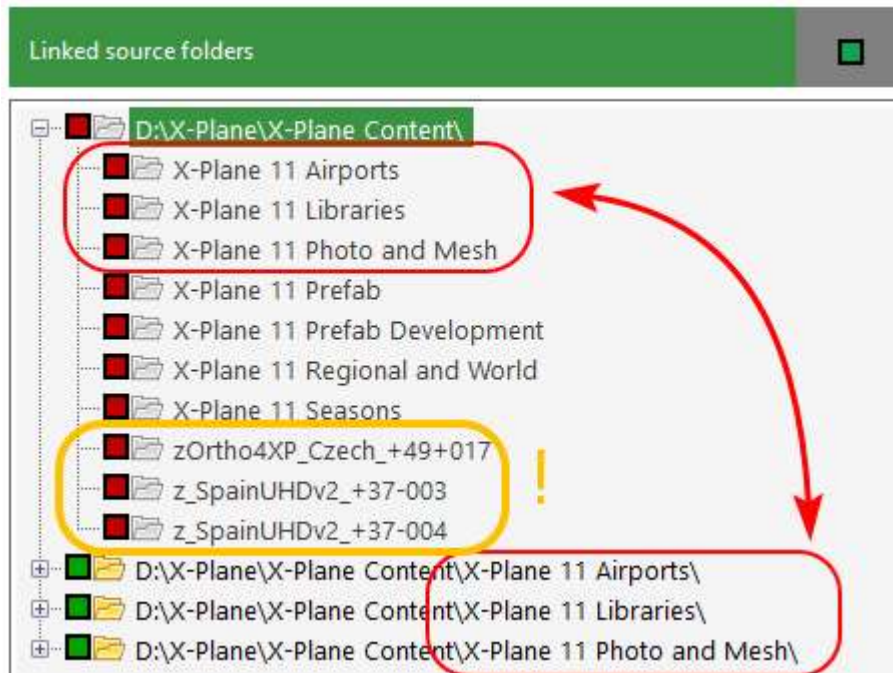 Linked source folders
D:\X-Plane\X-Plane Content\
X-Plane 11 Airports
X-Plane 11 Libraries
X-Plane 11 Photo and Mesh
X-Plane 11 Prefab
X-Plane 11 Prefab Development
X-Plane 11 Regional and World
X-Plane 11 Seasons
zOrtho4XP_Czech_+49+017
z_SpainUHDv2_+37-003 !
z_SpainUHDv2_+37-004
D:\X-Plane\X-Plane Content\X-Plane 11 Airports\
D:\X-Plane\X-Plane Content\X-Plane 11 Libraries\
D:\X-Plane\X-Plane Content\X-Plane 11 Photo and Mesh\